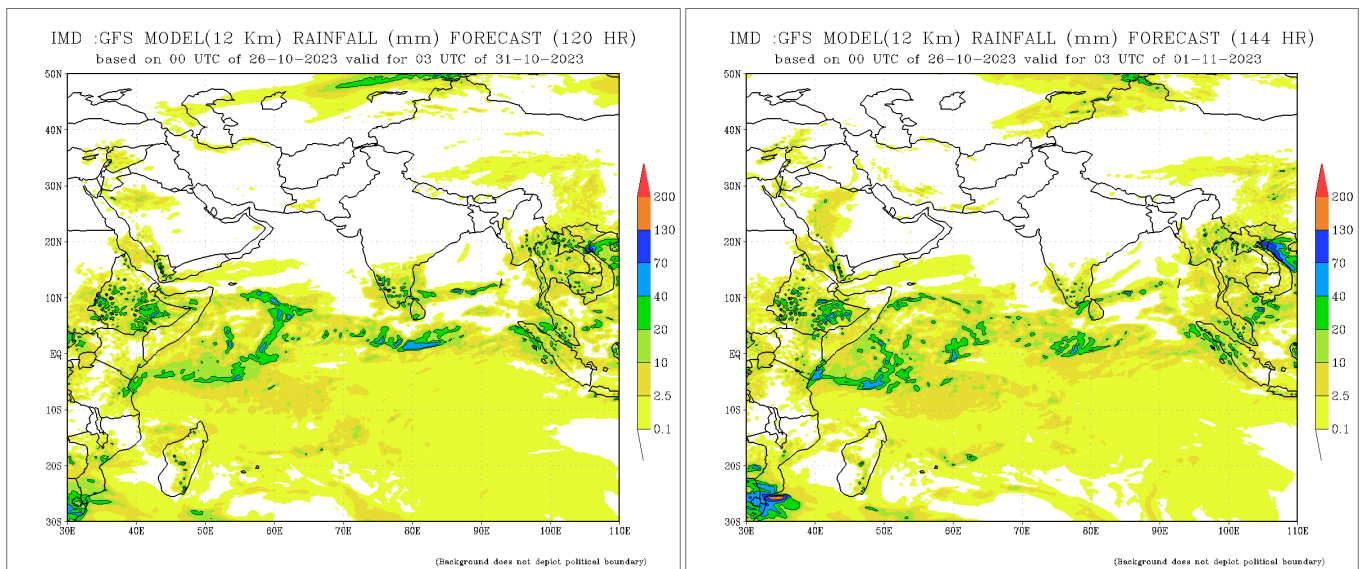 IMD :GFS MODEL(12 Km) RAINFALL (mm) FORECAST (120 HR)
based on 00 UTC of 26-10-2023 valid for 03 UTC of 31-10-2023
50N
40N
30N
20N
10N
EQ
10S
20S
30S
30E 40E 50E 60E 70E 80E 90E 100E 110E
200
130
70
40
20
10
2.5
0.1
(Background does not depict political boundary)
IMD :GFS MODEL(12 Km) RAINFALL (mm) FORECAST (144 HR)
based on 00 UTC of 26-10-2023 valid for 03 UTC of 01-11-2023
50N
40N
30N
20N
10N
EQ
10S
20S
30S
30E 40E 50E 60E 70E 80E 90E 100E 110E
200
130
70
40
20
10
2.5
0.1
(Background does not depict political boundary)